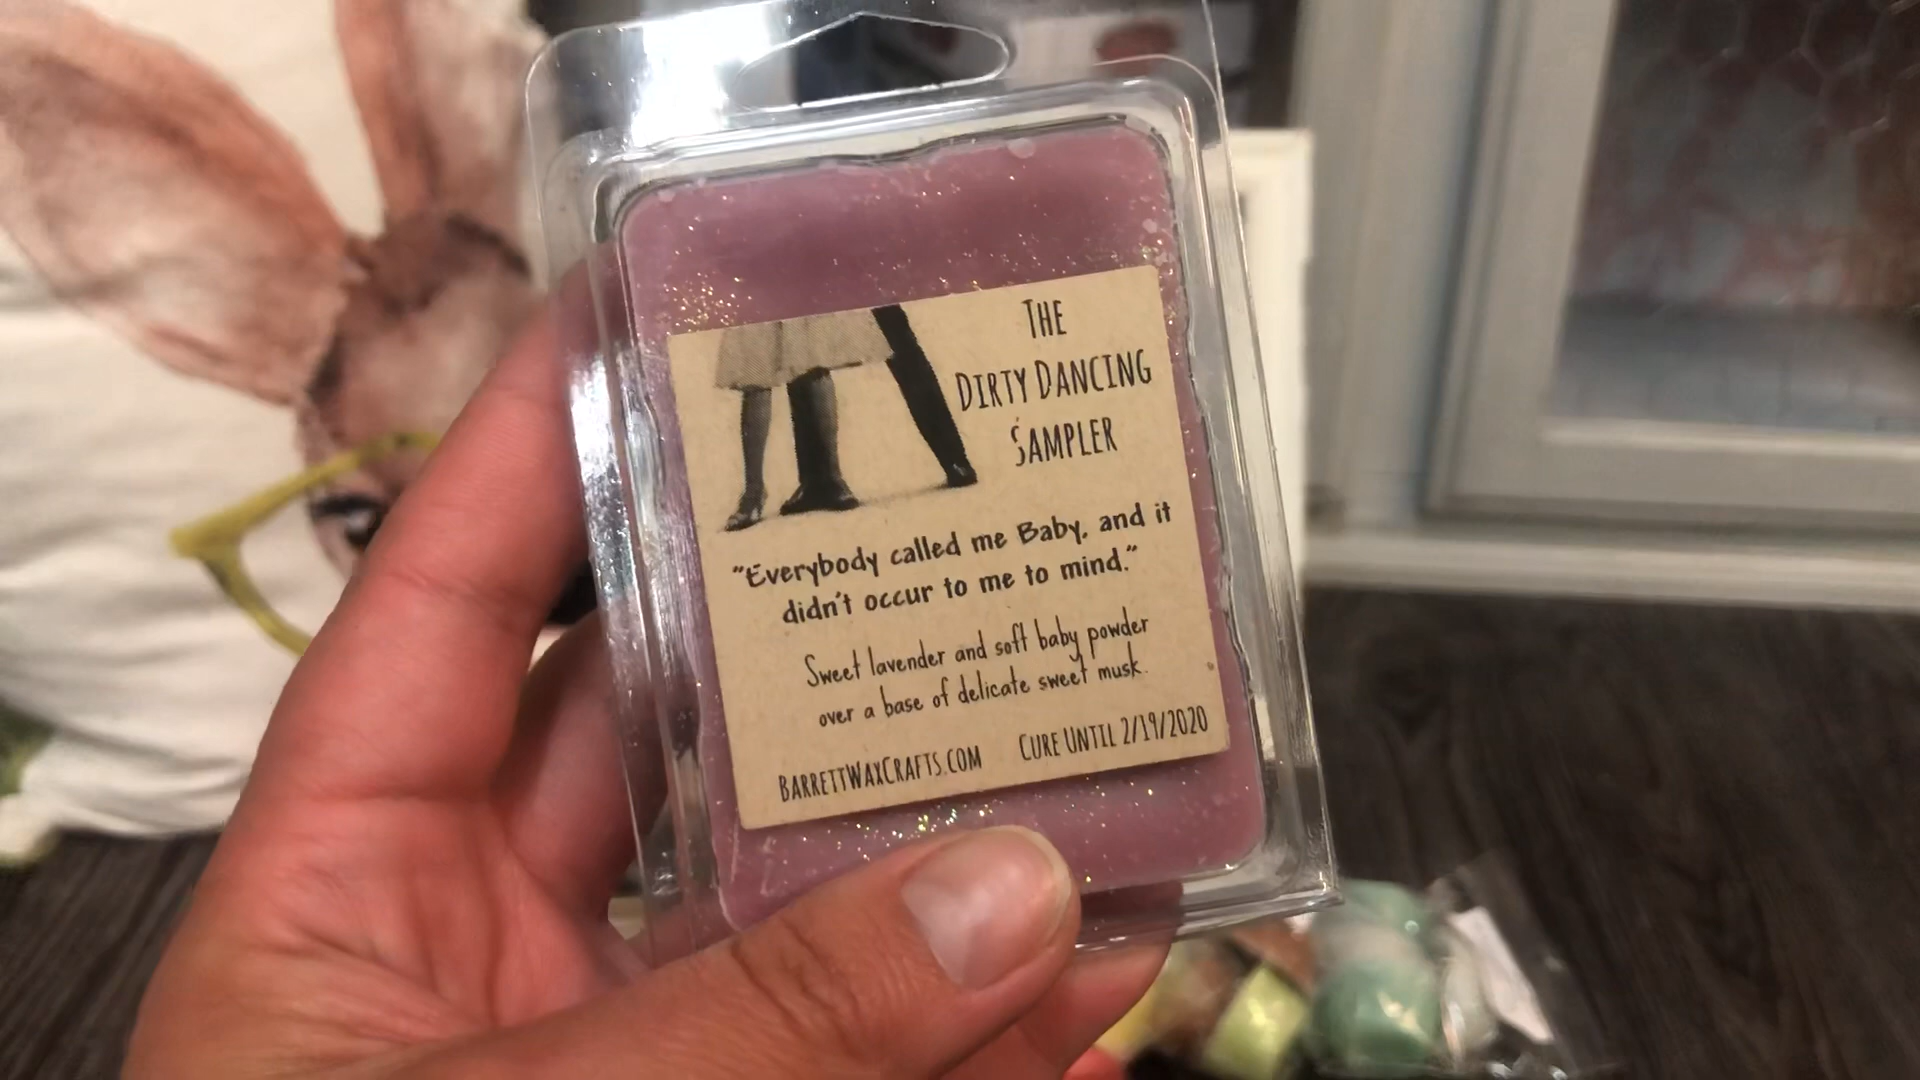 The
Dirty Dancing
Sampler
"Everybody called me Baby, and it
didn't occur to me to mind."
Sweet lavender and soft baby powder
over a base of delicate sweet musk.
BarrettWaxCrafts.com Cure Until 2/19/2020